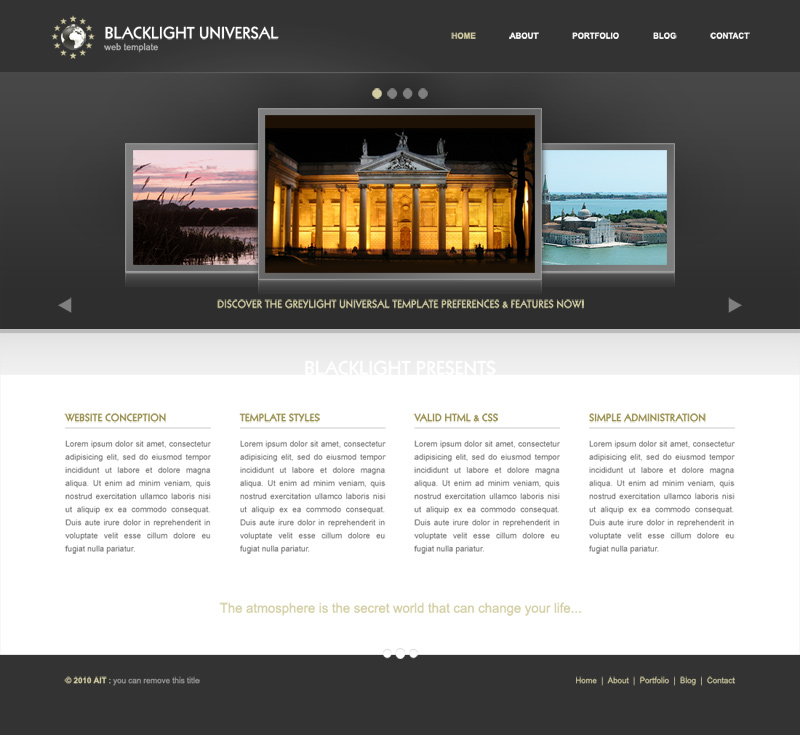 BLACKLIGHT UNIVERSAL
web template
HOME ABOUT PORTFOLIO BLOG CONTACT
DISCOVER THE GREYLIGHT UNIVERSAL TEMPLATE PREFERENCES & FEATURES NOW!
BLACKLIGHT PRESENTS
WEBSITE CONCEPTION
Lorem ipsum dolor sit amet, consectetur
adipisicing elit, sed do eiusmod tempor
incididunt ut labore et dolore magna
aliqua. Ut enim ad minim veniam, quis
nostrud exercitation ullamco laboris nisi
ut aliquip ex ea commodo consequat.
Duis aute irure dolor in reprehenderit in
voluptate velit esse cillum dolore eu
fugiat nulla pariatur.
TEMPLATE STYLES
Lorem ipsum dolor sit amet, consectetur
adipisicing elit, sed do eiusmod tempor
incididunt ut labore et dolore magna
aliqua. Ut enim ad minim veniam, quis
nostrud exercitation ullamco laboris nisi
ut aliquip ex ea commodo consequat.
Duis aute irure dolor in reprehenderit in
voluptate velit esse cillum dolore eu
fugiat nulla pariatur.
VALID HTML & CSS
Lorem ipsum dolor sit amet, consectetur
adipisicing elit, sed do eiusmod tempor
incididunt ut labore et dolore magna
aliqua. Ut enim ad minim veniam, quis
nostrud exercitation ullamco laboris nisi
ut aliquip ex ea commodo consequat.
Duis aute irure dolor in reprehenderit in
voluptate velit esse cillum dolore eu
fugiat nulla pariatur.
SIMPLE ADMINISTRATION
Lorem ipsum dolor sit amet, consectetur
adipisicing elit, sed do eiusmod tempor
incididunt ut labore et dolore magna
aliqua. Ut enim ad minim veniam, quis
nostrud exercitation ullamco laboris nisi
ut aliquip ex ea commodo consequat.
Duis aute irure dolor in reprehenderit in
voluptate velit esse cillum dolore eu
fugiat nulla pariatur.
The atmosphere is the secret world that can change your life...
© 2010 AIT : you can remove this title
Home | About | Portfolio | Blog | Contact